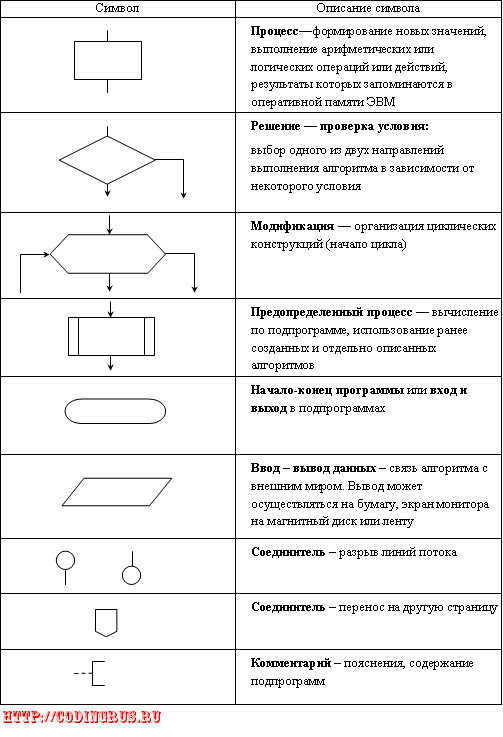 Символ
Описание символа
Процесс—формирование новых значений,
выполнение арифметических или
логических операций или действий,
результаты которых запоминаются в
оперативной памяти ЭВМ
Решение — проверка условия:
выбор одного из двух направлений
выполнения алгоритма в зависимости от
некоторого условия
Модификация — организация циклических
конструкций (начало цикла)
Предопределенный процесс — вычисление
по подпрограмме, использование ранее
созданных и отдельно описанных
алгоритмов
Начало-конец программы или вход и
выход в подпрограммах
Ввод – вывод данных – связь алгоритма с
внешним миром. Вывод может
осуществляться на бумагу, экран монитора
на магнитный диск или ленту
Соединитель – разрыв линий потока
Соединитель – перенос на другую страницу
Комментарий – пояснения, содержание
подпрограмм
HTTP://CODINGRUS.RU